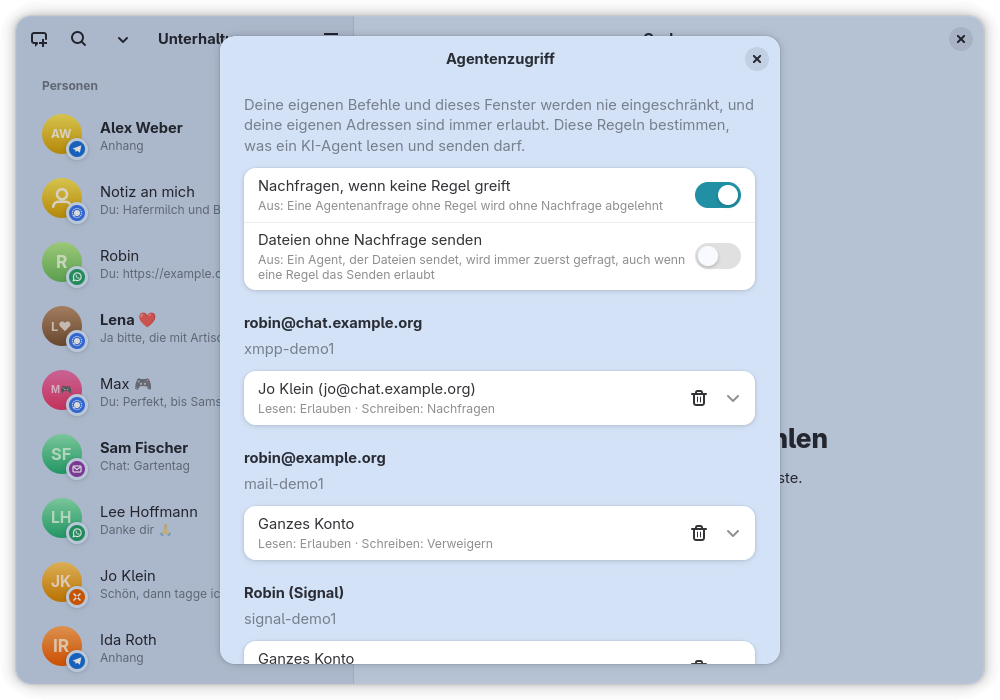 Agentenzugriff
Deine eigenen Befehle und dieses Fenster werden nie eingeschränkt, und
deine eigenen Adressen sind immer erlaubt. Diese Regeln bestimmen,
was ein KI-Agent lesen und senden darf.
Nachfragen, wenn keine Regel greift
Aus: Eine Agentenanfrage ohne Regel wird ohne Nachfrage abgelehnt
Dateien ohne Nachfrage senden
Aus: Ein Agent, der Dateien sendet, wird immer zuerst gefragt, auch wenn
eine Regel das Senden erlaubt
robin@chat.example.org
xmpp-demo1
Jo Klein (jo@chat.example.org)
Lesen: Erlauben · Schreiben: Nachfragen
robin@example.org
mail-demo1
Ganzes Konto
Lesen: Erlauben · Schreiben: Verweigern
Robin (Signal)
signal-demo1
Ganzes Konto
Personen
AW
Alex Weber
Anhang
Notiz an mich
Du: Hafermilch und
R
Robin
Du: https://example.
L❤
Lena ❤️
Ja bitte, die mit
M🎮
Max 🎮
Du: Perfekt, bis
SF
Sam Fischer
Chat: Gartentag
LH
Lee Hoffmann
Danke dir 🙏
JK
Jo Klein
Schön, dann tagge
IR
Ida Roth
Anhang